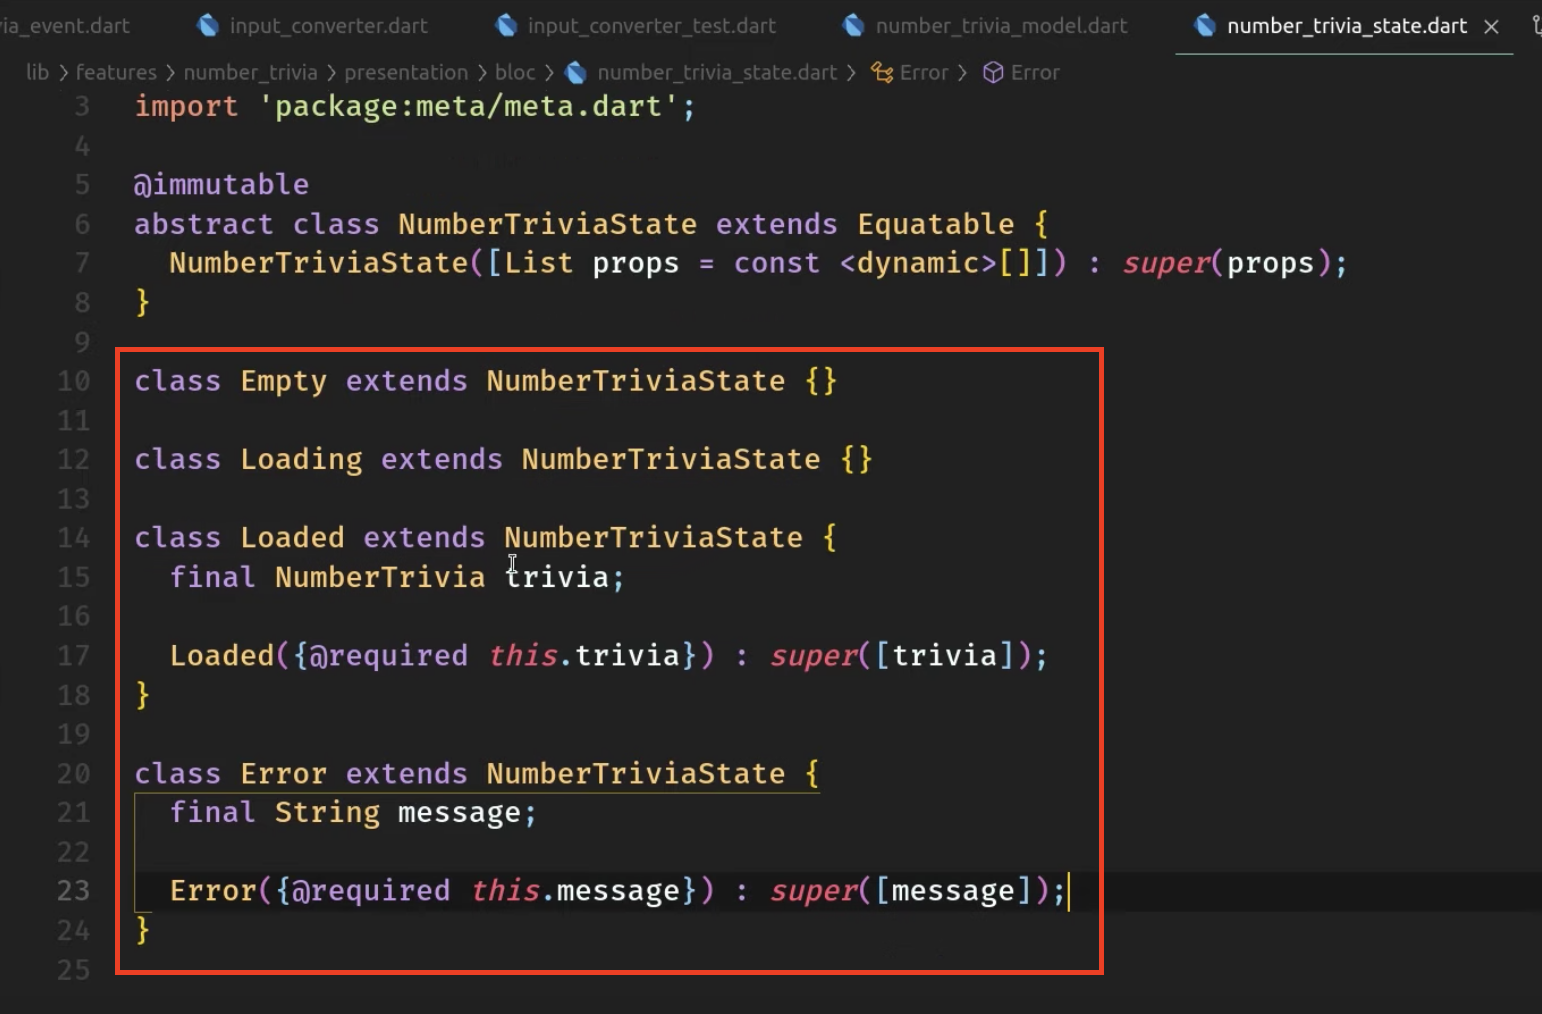 ia_event.dart input_converter.dart input_converter_test.dart number_trivia_model.dart number_trivia_state.dart
lib > features > number_trivia > presentation > bloc > number_trivia_state.dart > Error > Error
3 import 'package:meta/meta.dart';
4
5 @immutable
6 abstract class NumberTriviaState extends Equatable {
7 NumberTriviaState([List props = const <dynamic>[]]) : super(props);
8 }
9
10 class Empty extends NumberTriviaState {}
11
12 class Loading extends NumberTriviaState {}
13
14 class Loaded extends NumberTriviaState {
15 final NumberTrivia trivia;
16
17 Loaded({@required this.trivia}) : super([trivia]);
18 }
19
20 class Error extends NumberTriviaState {
21 final String message;
22
23 Error({@required this.message}) : super([message]);
24 }
25